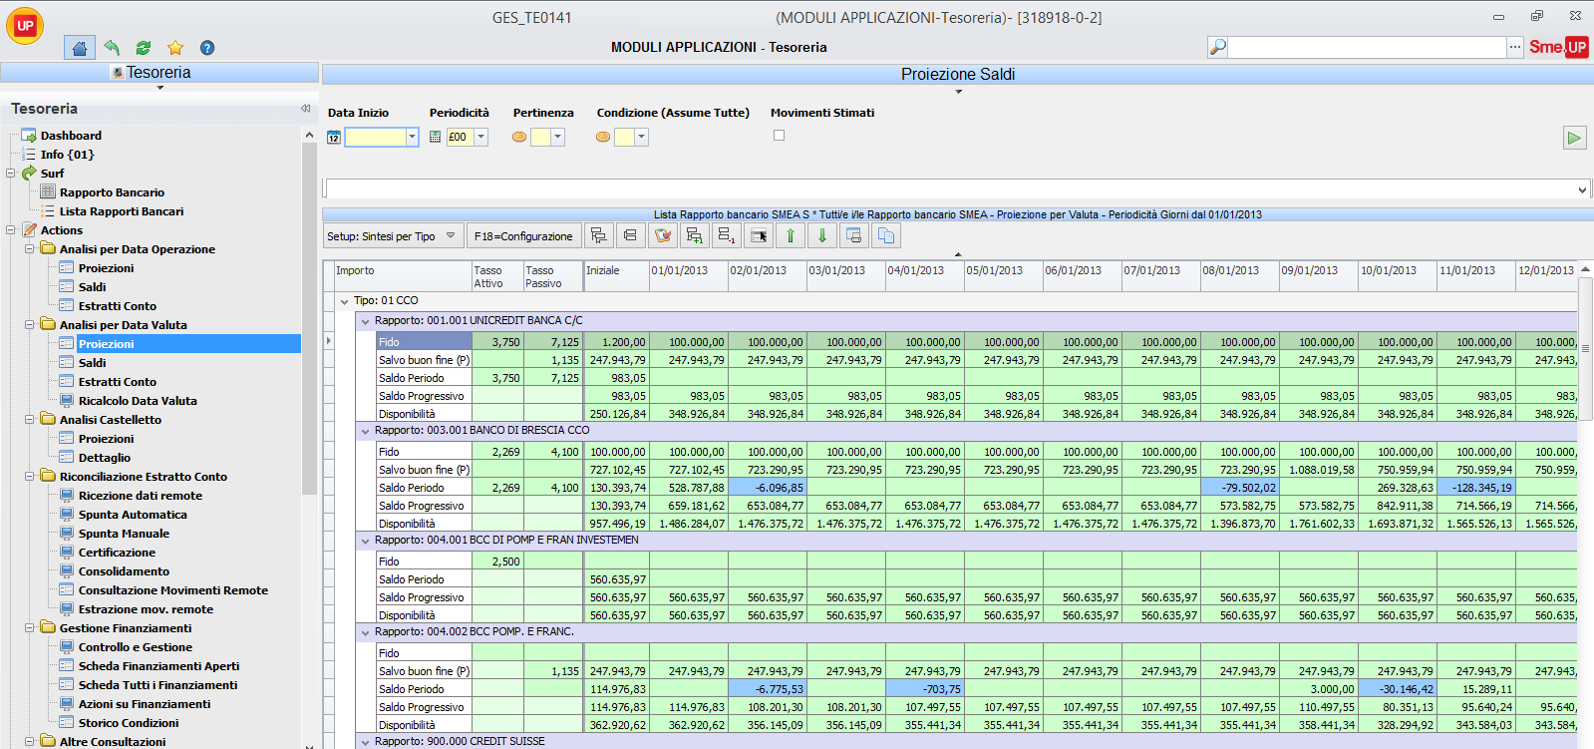 GES_TE0141 (MODULI APPLICAZIONI-Tesoreria)- [318918-0-2]
UP
MODULI APPLICAZIONI - Tesoreria
Sme.UP
Tesoreria
Proiezione Saldi
Tesoreria
Dashboard
Info {01}
Surf
Rapporto Bancario
Lista Rapporti Bancari
Actions
Analisi per Data Operazione
Proiezioni
Saldi
Estratti Conto
Analisi per Data Valuta
Proiezioni
Saldi
Estratti Conto
Ricalcolo Data Valuta
Analisi Castelletto
Proiezioni
Dettaglio
Riconciliazione Estratto Conto
Ricezione dati remote
Spunta Automatica
Spunta Manuale
Certificazione
Consolidamento
Consultazione Movimenti Remote
Estrazione mov. remote
Gestione Finanziamenti
Controllo e Gestione
Scheda Finanziamenti Aperti
Scheda Tutti i Finanziamenti
Azioni su Finanziamenti
Storico Condizioni
Altre Consultazioni
Data Inizio Periodicità Pertinenza Condizione (Assume Tutte) Movimenti Stimati
12 £00
Lista Rapporto bancario SMEA S * Tutti/e i/le Rapporto bancario SMEA - Proiezione per Valuta - Periodicità Giorni dal 01/01/2013
Setup: Sintesi per Tipo F18=Configurazione
Importo Tasso Attivo Tasso Passivo Iniziale 01/01/2013 02/01/2013 03/01/2013 04/01/2013 05/01/2013 06/01/2013 07/01/2013 08/01/2013 09/01/2013 10/01/2013 11/01/2013 12/01/2013
Tipo: 01 CCO
Rapporto: 001.001 UNICREDIT BANCA C/C
Fido 3,750 7,125 1.200,00 100.000,00 100.000,00 100.000,00 100.000,00 100.000,00 100.000,00 100.000,00 100.000,00 100.000,00 100.000,00 100.000,00 100.000,
Salvo buon fine (P) 1,135 247.943,79 247.943,79 247.943,79 247.943,79 247.943,79 247.943,79 247.943,79 247.943,79 247.943,79 247.943,79 247.943,79 247.943,79 247.943,
Saldo Periodo 3,750 7,125 983,05
Saldo Progressivo 983,05 983,05 983,05 983,05 983,05 983,05 983,05 983,05 983,05 983,05 983,05 983,05 983,
Disponibilità 250.126,84 348.926,84 348.926,84 348.926,84 348.926,84 348.926,84 348.926,84 348.926,84 348.926,84 348.926,84 348.926,84 348.926,84 348.926,
Rapporto: 003.001 BANCO DI BRESCIA CCO
Fido 2,269 4,100 100.000,00 100.000,00 100.000,00 100.000,00 100.000,00 100.000,00 100.000,00 100.000,00 100.000,00 100.000,00 100.000,00 100.000,00 100.000,
Salvo buon fine (P) 727.102,45 727.102,45 723.290,95 723.290,95 723.290,95 723.290,95 723.290,95 723.290,95 723.290,95 1.088.019,58 750.959,94 750.959,94 750.959,
Saldo Periodo 2,269 4,100 130.393,74 528.787,88 -6.096,85 -79.502,02 269.328,63 -128.345,19
Saldo Progressivo 130.393,74 659.181,62 653.084,77 653.084,77 653.084,77 653.084,77 653.084,77 653.084,77 573.582,75 573.582,75 842.911,38 714.566,19 714.566,
Disponibilità 957.496,19 1.486.284,07 1.476.375,72 1.476.375,72 1.476.375,72 1.476.375,72 1.476.375,72 1.476.375,72 1.396.873,70 1.761.602,33 1.693.871,32 1.565.526,13 1.565.526,
Rapporto: 004.001 BCC DI POMP E FRAN INVESTEMEN
Fido 2,500
Saldo Periodo 560.635,97
Saldo Progressivo 560.635,97 560.635,97 560.635,97 560.635,97 560.635,97 560.635,97 560.635,97 560.635,97 560.635,97 560.635,97 560.635,97 560.635,97 560.635,
Disponibilità 560.635,97 560.635,97 560.635,97 560.635,97 560.635,97 560.635,97 560.635,97 560.635,97 560.635,97 560.635,97 560.635,97 560.635,97 560.635,
Rapporto: 004.002 BCC POMP. E FRANC.
Fido
Salvo buon fine (P) 1,135 247.943,79 247.943,79 247.943,79 247.943,79 247.943,79 247.943,79 247.943,79 247.943,79 247.943,79 247.943,79 247.943,79 247.943,79 247.943,
Saldo Periodo 114.976,83 -6.775,53 -703,75 3.000,00 -30.146,42 15.289,11
Saldo Progressivo 114.976,83 114.976,83 108.201,30 108.201,30 107.497,55 107.497,55 107.497,55 107.497,55 107.497,55 110.497,55 80.351,13 95.640,24 95.640,
Disponibilità 362.920,62 362.920,62 356.145,09 356.145,09 355.441,34 355.441,34 355.441,34 355.441,34 355.441,34 358.441,34 328.294,92 343.584,03 343.584,
Rapporto: 900.000 CREDIT SUISSE